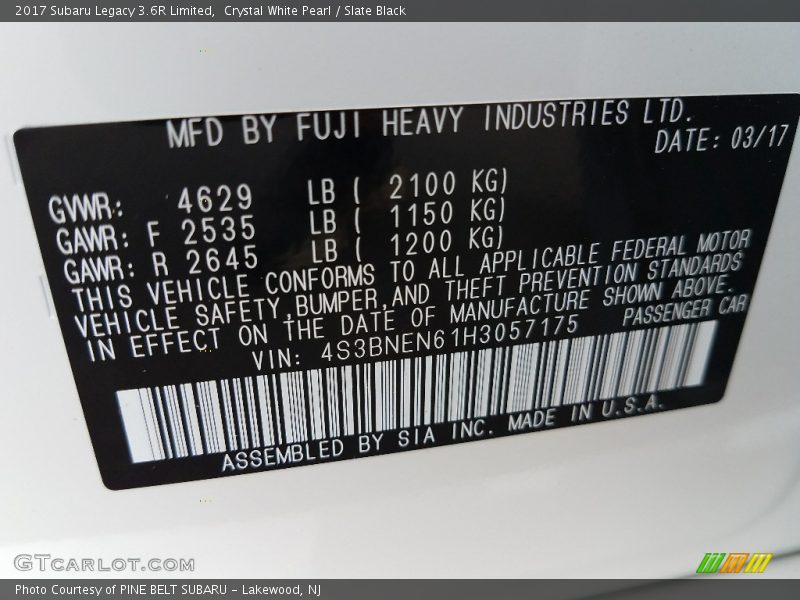 2017 Subaru Legacy 3.6R Limited,  Crystal White Pearl / Slate Black
MFD BY FUJI HEAVY INDUSTRIES LTD.
DATE: 03/17
GVWR: 4629 LB ( 2100 KG)
GAWR: F 2535 LB ( 1150 KG)
GAWR: R 2645 LB ( 1200 KG)
THIS VEHICLE CONFORMS TO ALL APPLICABLE FEDERAL MOTOR
VEHICLE SAFETY,BUMPER,AND THEFT PREVENTION STANDARDS
IN EFFECT ON THE DATE OF MANUFACTURE SHOWN ABOVE.
VIN: 4S3BNEN61H3057175 PASSENGER CAR
ASSEMBLED BY SIA INC. MADE IN U.S.A.
GTCARLOT.COM
Photo Courtesy of PINE BELT SUBARU - Lakewood, NJ